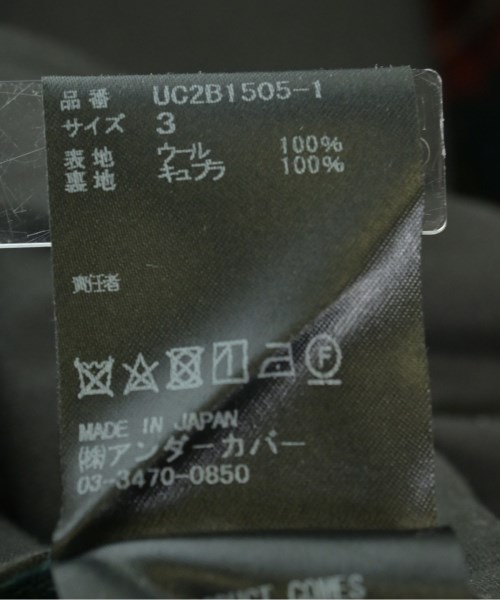 品番 UC2B1505-1
サイズ 3
表地 ウール 100%
裏地 キュプラ 100%
責任者
MADE IN JAPAN
(株)アンダーカバー
03-3470-0850
COMES